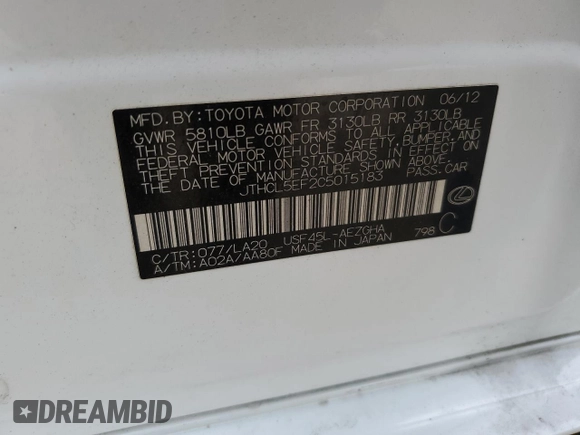 MFD. BY: TOYOTA MOTOR CORPORATION 06/12
GVWR 5810LB GAWR FR 3130LB RR 3130LB
THIS VEHICLE CONFORMS TO ALL APPLICABLE
FEDERAL MOTOR VEHICLE SAFETY, BUMPER, AND
THEFT PREVENTION STANDARDS IN EFFECT ON
THE DATE OF MANUFACTURE SHOWN ABOVE.
JTHCL5EF2C5015183 PASS. CAR
C/TR: 077/LA20 USF45L-AEZGHA 798
A/TM: A02A/AA80F MADE IN JAPAN C
DREAMBID